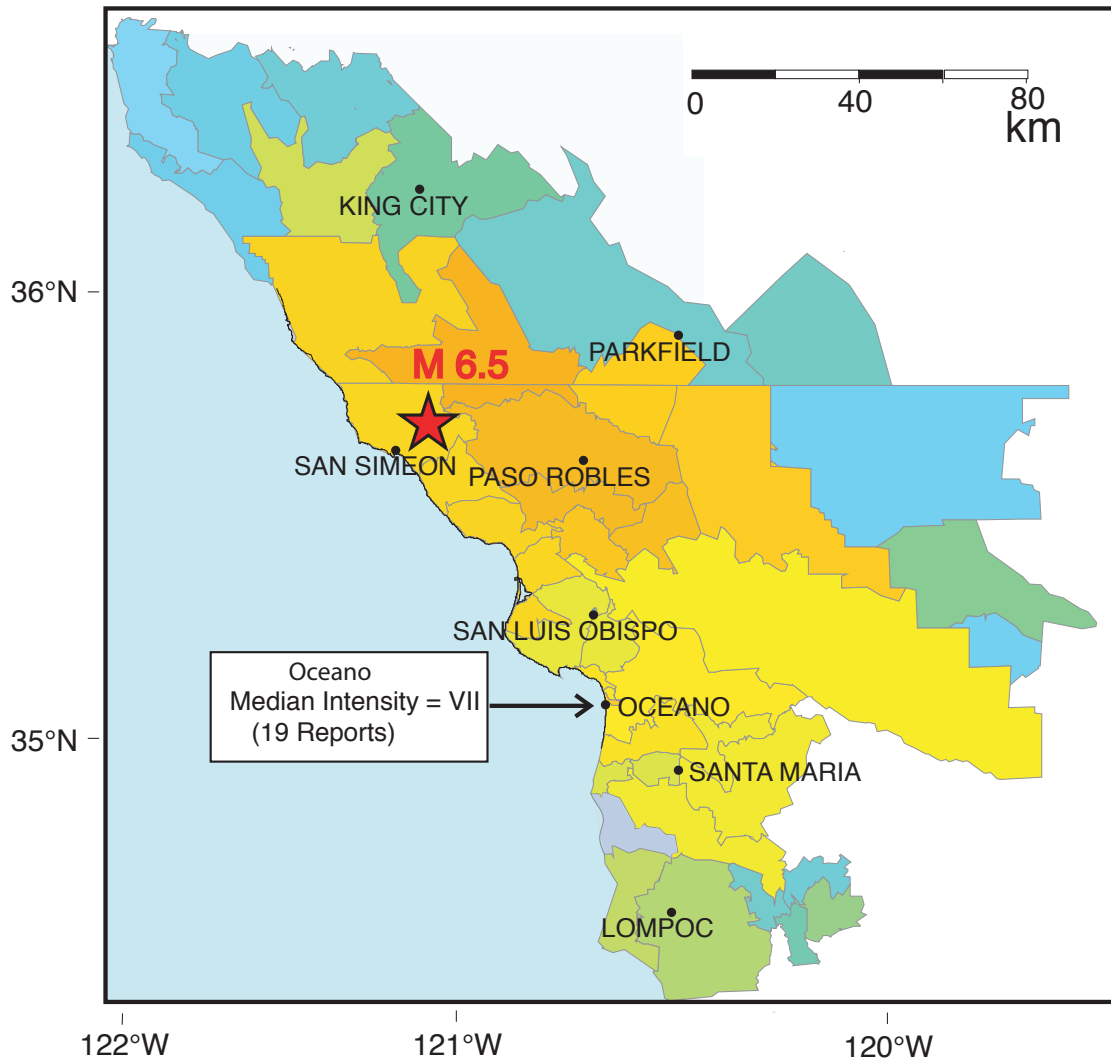 0 40 80
km
KING CITY
36°N
PARKFIELD
M 6.5
SAN SIMEON
PASO ROBLES
SAN LUIS OBISPO
Oceano
Median Intensity = VII
(19 Reports)
OCEANO
35°N
SANTA MARIA
LOMPOC
122°W 121°W 120°W